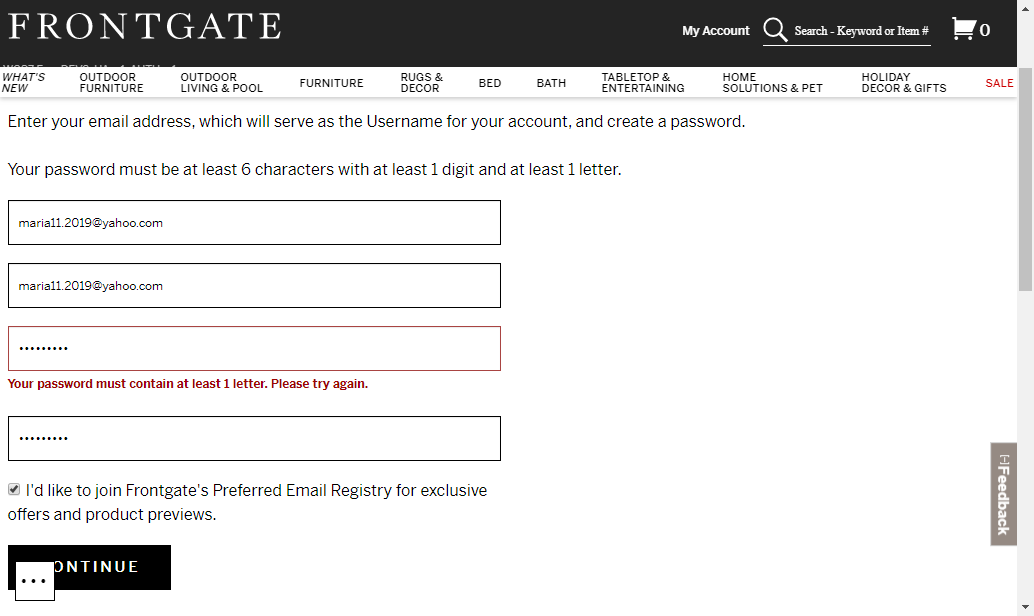 FRONTGATE
My Account
Search - Keyword or Item #
0
WHAT'S
NEW
OUTDOOR
FURNITURE
OUTDOOR
LIVING & POOL
FURNITURE
RUGS &
DECOR
BED
BATH
TABLETOP &
ENTERTAINING
HOME
SOLUTIONS & PET
HOLIDAY
DECOR & GIFTS
SALE
Enter your email address, which will serve as the Username for your account, and create a password.
Your password must be at least 6 characters with at least 1 digit and at least 1 letter.
maria11.2019@yahoo.com
maria11.2019@yahoo.com
•••••••••
Your password must contain at least 1 letter. Please try again.
•••••••••
I'd like to join Frontgate's Preferred Email Registry for exclusive
offers and product previews.
ONTINUE
...
[-] Feedback